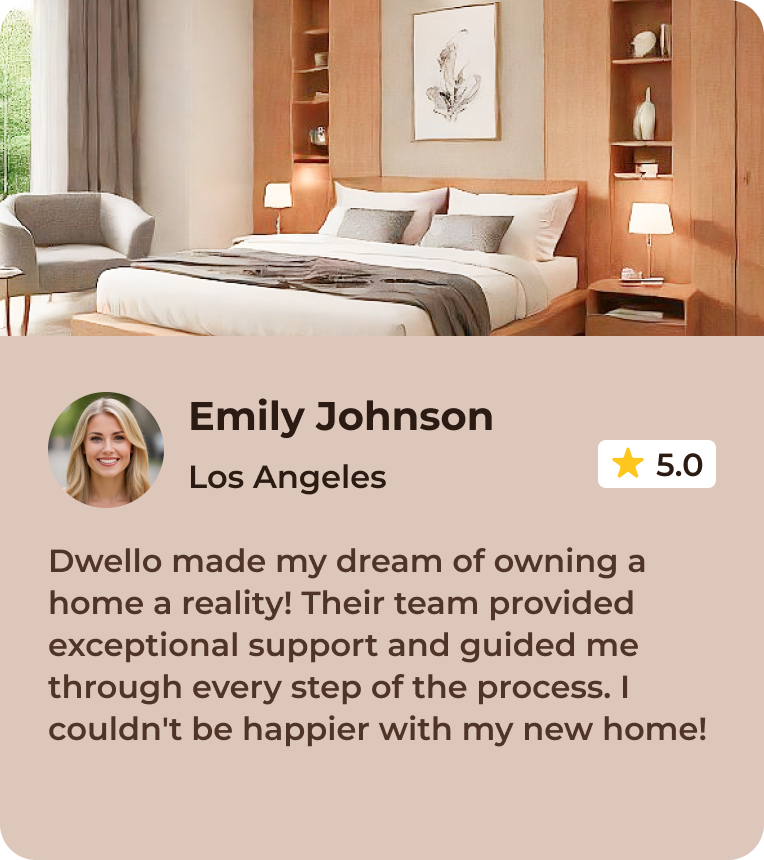 Emily Johnson
Los Angeles
5.0
Dwello made my dream of owning a
home a reality! Their team provided
exceptional support and guided me
through every step of the process. I
couldn't be happier with my new home!